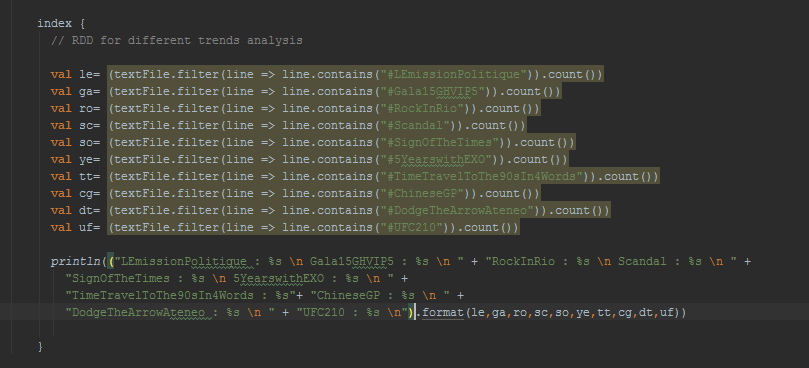 index {
// RDD for different trends analysis
val le= (textFile.filter(line => line.contains("#LEmissionPolitique")).count())
val ga= (textFile.filter(line => line.contains("#Gala15GHVIP5")).count())
val ro= (textFile.filter(line => line.contains("#RockInRio")).count())
val sc= (textFile.filter(line => line.contains("#Scandal")).count())
val so= (textFile.filter(line => line.contains("#SignOfTheTimes")).count())
val ye= (textFile.filter(line => line.contains("#5YearswithEXO")).count())
val tt= (textFile.filter(line => line.contains("#TimeTravelToThe90sIn4Words")).count())
val cg= (textFile.filter(line => line.contains("#ChineseGP")).count())
val dt= (textFile.filter(line => line.contains("#DodgeTheArrowAteneo")).count())
val uf= (textFile.filter(line => line.contains("#UFC210")).count())
println(("LEmissionPolitique : %s \n Gala15GHVIP5 : %s \n " + "RockInRio : %s \n Scandal : %s \n " +
"SignOfTheTimes : %s \n 5YearswithEXO : %s \n " +
"TimeTravelToThe90sIn4Words : %s"+ "ChineseGP : %s \n " +
"DodgeTheArrowAteneo : %s \n " + "UFC210 : %s \n").format(le,ga,ro,sc,so,ye,tt,cg,dt,uf))
}